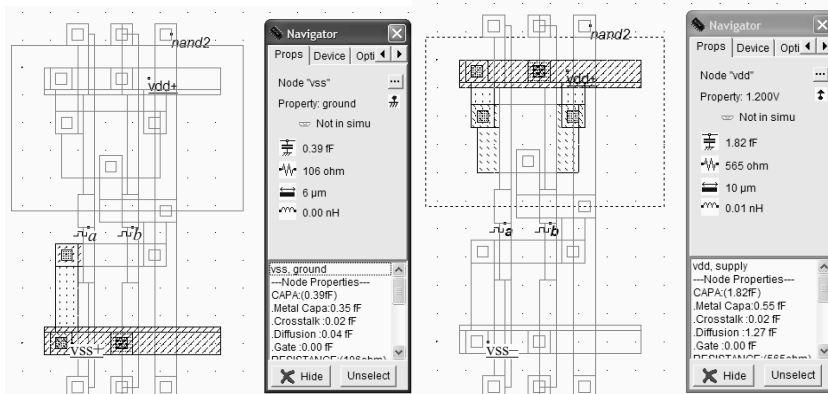 nand2
vdd+
a
b
vss-
Navigator
Props
Device
Opti
Node "vss"
...
Property: ground
Not in simu
0.39 fF
106 ohm
6 µm
0.00 nH
vss, ground
---Node Properties---
CAPA:(0.39fF)
.Metal Capa:0.35 fF
.Crosstalk :0.02 fF
.Diffusion :0.04 fF
.Gate :0.00 fF
RESISTANCE:(106ohm)
Hide
Unselect
nand2
vdd+
a
b
vss-
Navigator
Props
Device
Opti
Node "vdd"
...
Property: 1.200V
Not in simu
1.82 fF
565 ohm
10 µm
0.01 nH
vdd, supply
---Node Properties---
CAPA:(1.82fF)
.Metal Capa:0.55 fF
.Crosstalk :0.02 fF
.Diffusion :1.27 fF
.Gate :0.00 fF
RESISTANCE:(565ohm)
Hide
Unselect